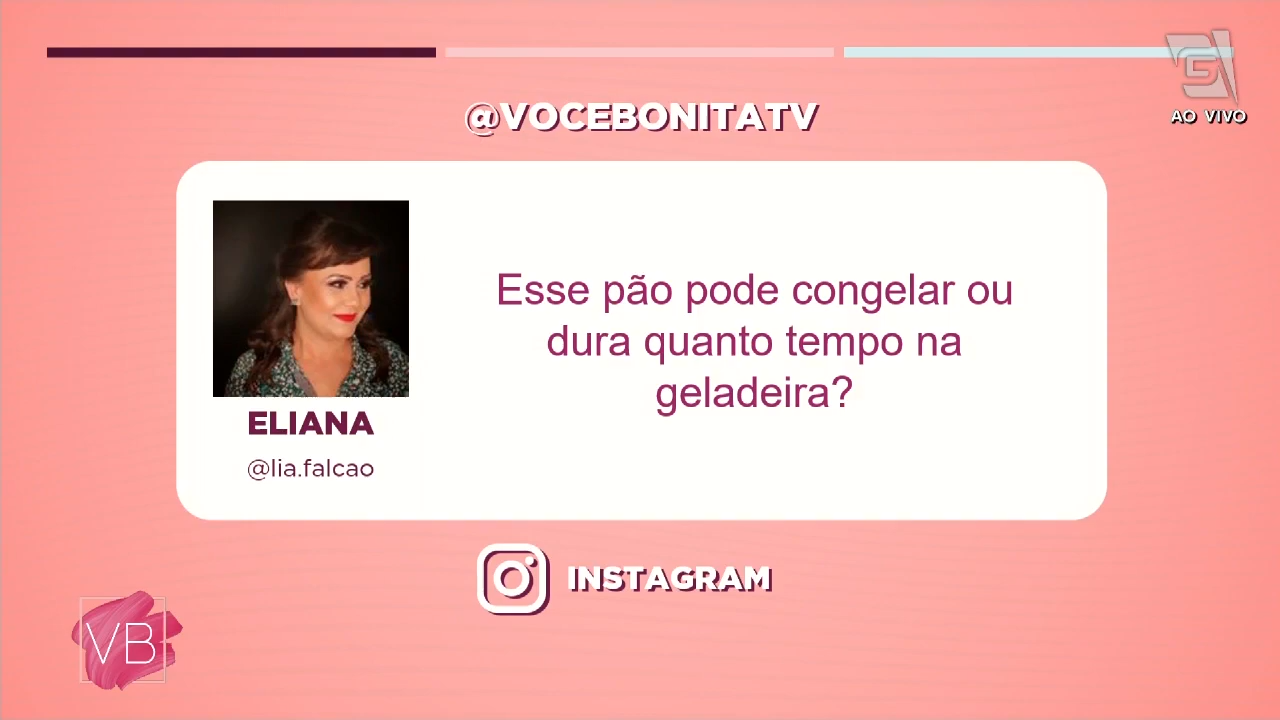 @VOCEBONITATV
AO VIVO
Esse pão pode congelar ou
dura quanto tempo na
geladeira?
ELIANA
@lia.falcao
INSTAGRAM
VB